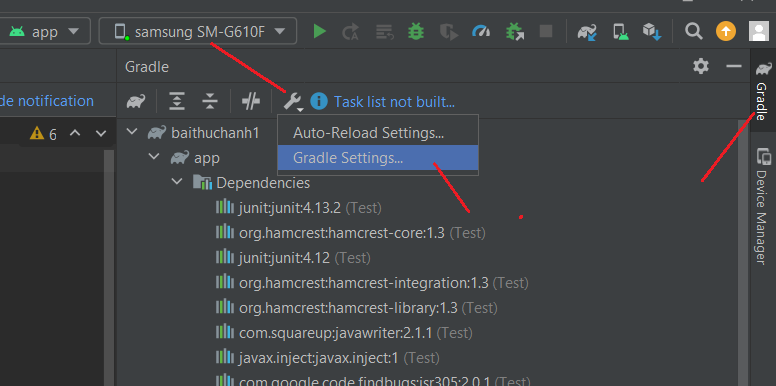 app
samsung SM-G610F
Gradle
de notification
Task list not built...
6
baithuchanh1
Auto-Reload Settings...
app
Gradle Settings...
Dependencies
junit:junit:4.13.2 (Test)
org.hamcrest:hamcrest-core:1.3 (Test)
junit:junit:4.12 (Test)
org.hamcrest:hamcrest-integration:1.3 (Test)
org.hamcrest:hamcrest-library:1.3 (Test)
com.squareup:javawriter:2.1.1 (Test)
javax.inject:javax.inject:1 (Test)
com.google.code.findbugs:jsr305:2.0.1 (Test)
Gradle
Device Manager